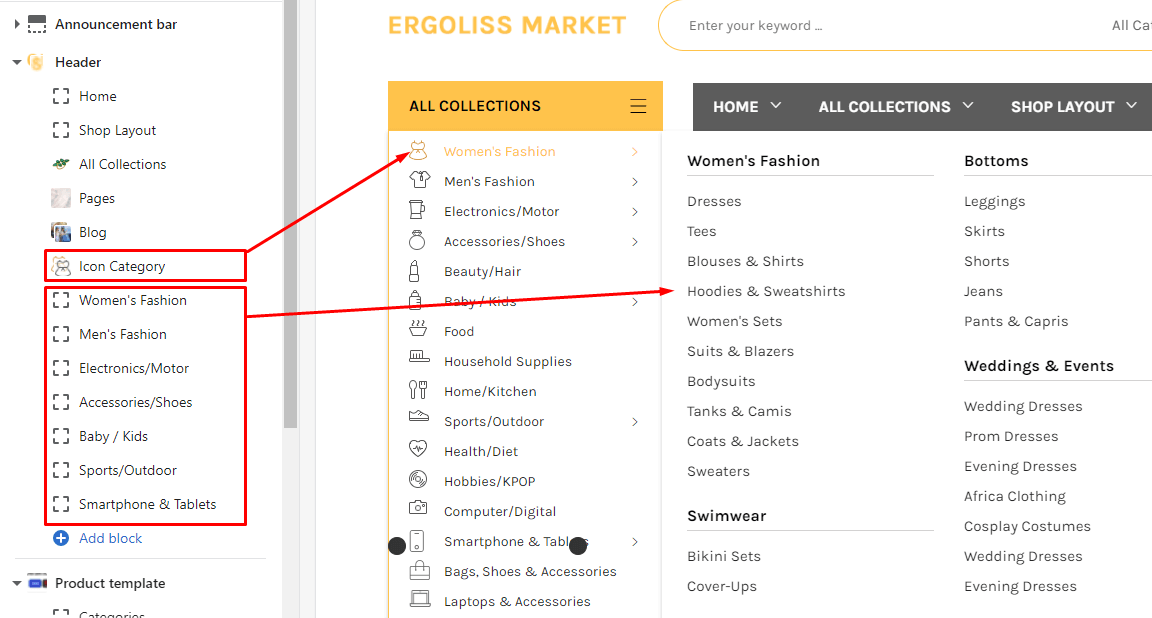 Announcement bar
Header
Home
Shop Layout
All Collections
Pages
Blog
Icon Category
Women's Fashion
Men's Fashion
Electronics/Motor
Accessories/Shoes
Baby / Kids
Sports/Outdoor
Smartphone & Tablets
Add block
Product template
Categories
ERGOLISS MARKET
Enter your keyword ...
All Cat
ALL COLLECTIONS
HOME
ALL COLLECTIONS
SHOP LAYOUT
Women's Fashion
Men's Fashion
Electronics/Motor
Accessories/Shoes
Beauty/Hair
Baby / Kids
Food
Household Supplies
Home/Kitchen
Sports/Outdoor
Health/Diet
Hobbies/KPOP
Computer/Digital
Smartphone & Tablets
Bags, Shoes & Accessories
Laptops & Accessories
Women's Fashion
Dresses
Tees
Blouses & Shirts
Hoodies & Sweatshirts
Women's Sets
Suits & Blazers
Bodysuits
Tanks & Camis
Coats & Jackets
Sweaters
Swimwear
Bikini Sets
Cover-Ups
Bottoms
Leggings
Skirts
Shorts
Jeans
Pants & Capris
Weddings & Events
Wedding Dresses
Prom Dresses
Evening Dresses
Africa Clothing
Cosplay Costumes
Wedding Dresses
Evening Dresses